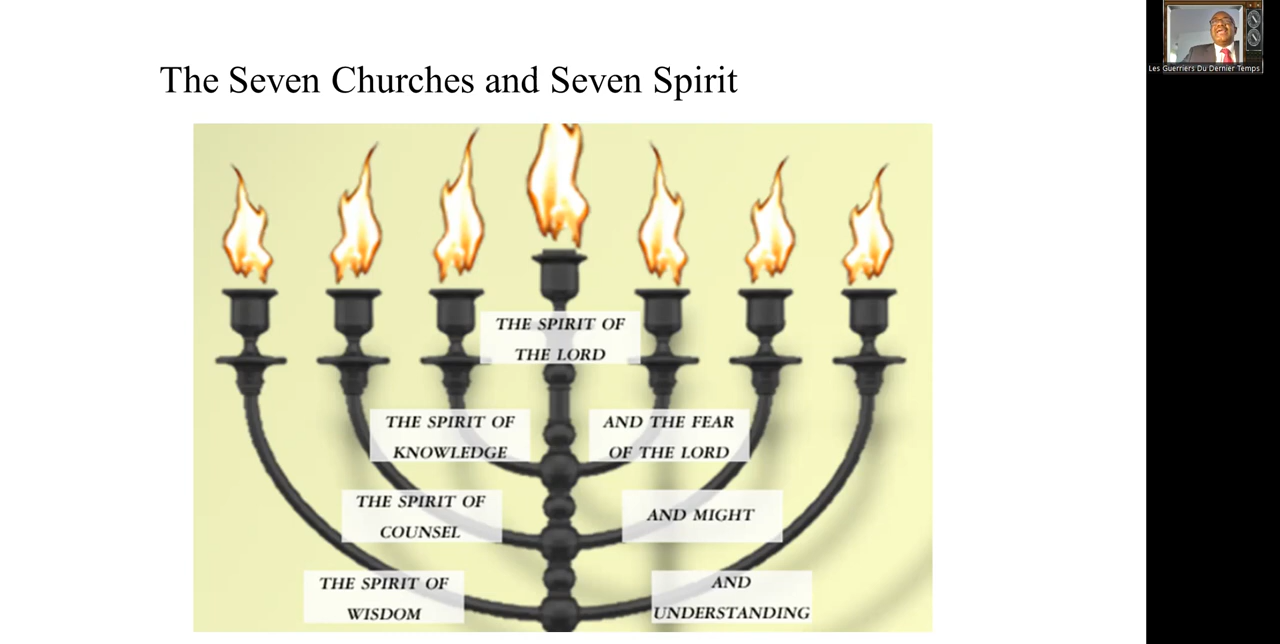 The Seven Churches and Seven Spirit
Les Guerriers Du Dernier Temps
THE SPIRIT OF
THE LORD
THE SPIRIT OF
KNOWLEDGE
AND THE FEAR
OF THE LORD
THE SPIRIT OF
COUNSEL
AND MIGHT
THE SPIRIT OF
WISDOM
AND
UNDERSTANDING